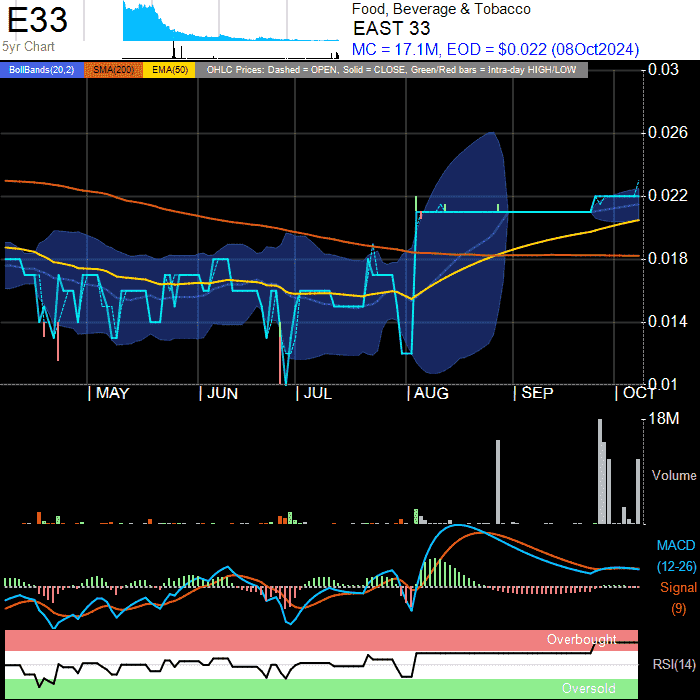 E33
5yr Chart
Food, Beverage & Tobacco
EAST 33
MC = 17.1M, EOD = $0.022 (08Oct2024)
BollBands(20,2) SMA(200) EMA(50) OHLC Prices: Dashed = OPEN, Solid = CLOSE, Green/Red bars = Intra-day HIGH/LOW
0.03
0.026
0.022
0.018
0.014
0.01
MAY JUN JUL AUG SEP OCT
18M
Volume
MACD
(12-26)
Signal
(9)
Overbought
RSI(14)
Oversold